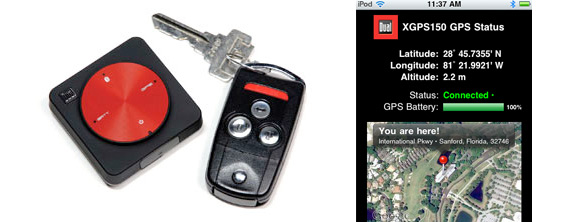 Dual
iPod
11:37 AM
Dual
XGPS150 GPS Status
Latitude: 28° 45.7355' N
Longitude: 81° 21.9921' W
Altitude: 2.2 m
Status: Connected •
GPS Battery: 100%
You are here!
International Pkwy • Sanford, Florida, 32746